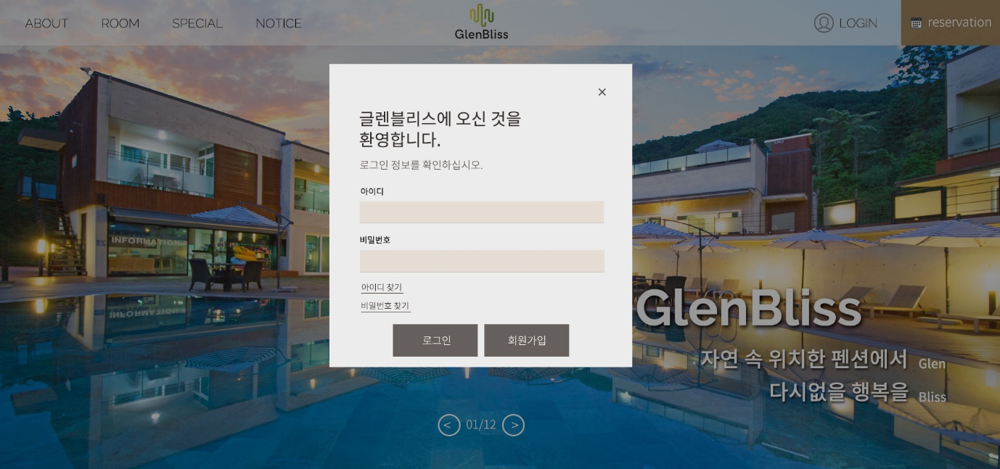 ABOUT
ROOM
SPECIAL
NOTICE
GlenBliss
LOGIN
reservation
×
글렌블리스에 오신 것을
환영합니다.
로그인 정보를 확인하십시오.
아이디
비밀번호
아이디 찾기
비밀번호 찾기
로그인
회원가입
INFORMATION
GlenBliss
자연 속 위치한 펜션에서 Glen
다시없을 행복을 Bliss
< 01/12 >